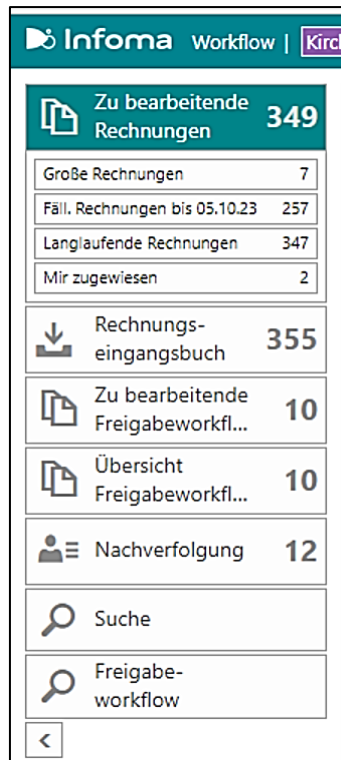 Infoma Workflow | Kirch
Zu bearbeitende
Rechnungen 349
Große Rechnungen 7
Fäll. Rechnungen bis 05.10.23 257
Langlaufende Rechnungen 347
Mir zugewiesen 2
Rechnungs-
eingangsbuch 355
Zu bearbeitende
Freigabeworkfl... 10
Übersicht
Freigabeworkfl... 10
Nachverfolgung 12
Suche
Freigabe-
workflow
<